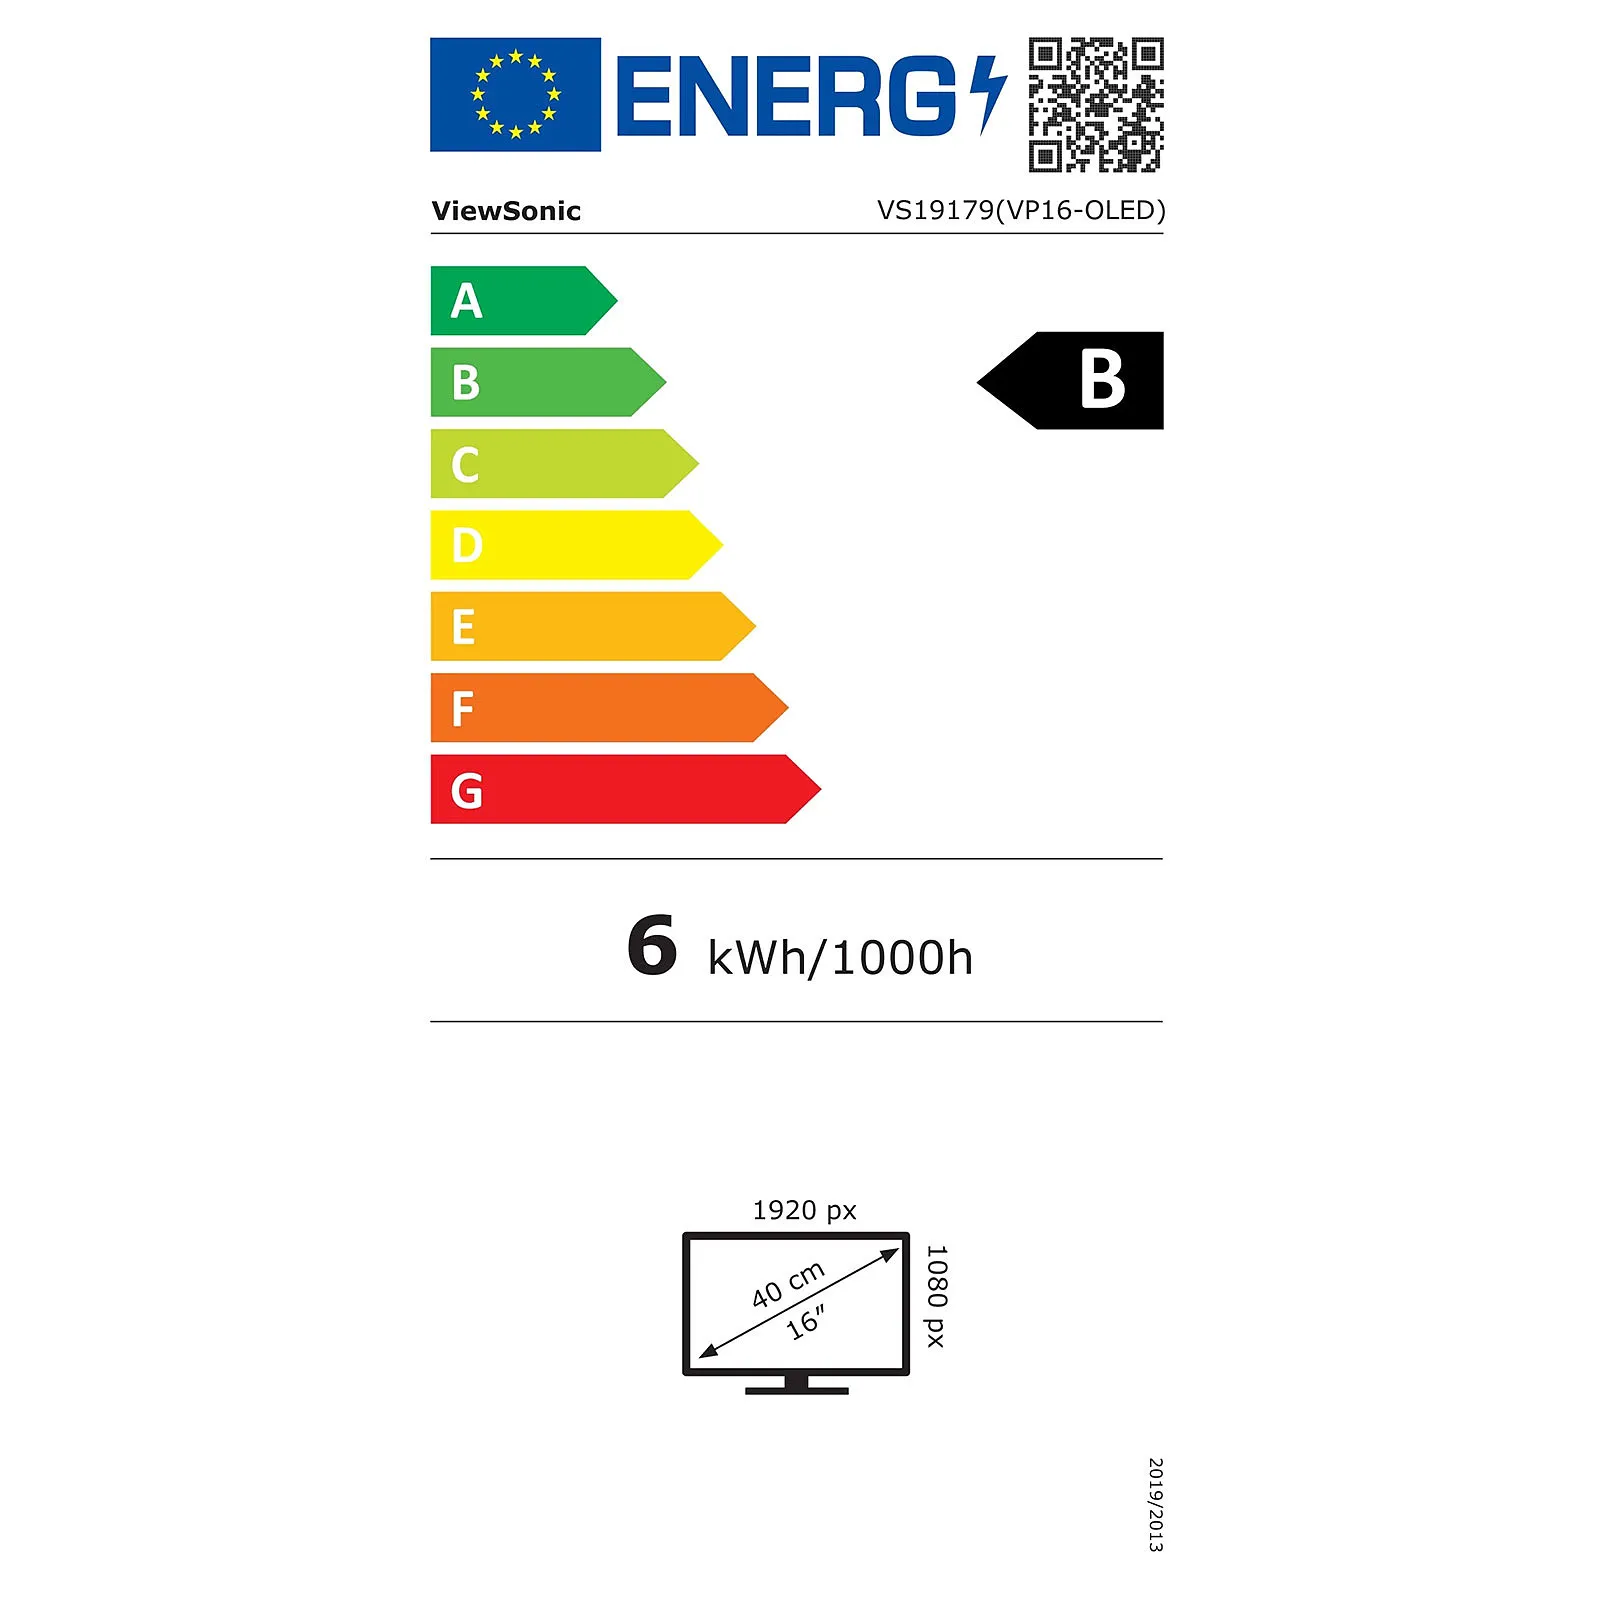 ENERG
ViewSonic VS19179(VP16-OLED)
A
B
B
C
D
E
F
G
6 kWh/1000h
1920 px
1080 px
40 cm
16″
2019/2013